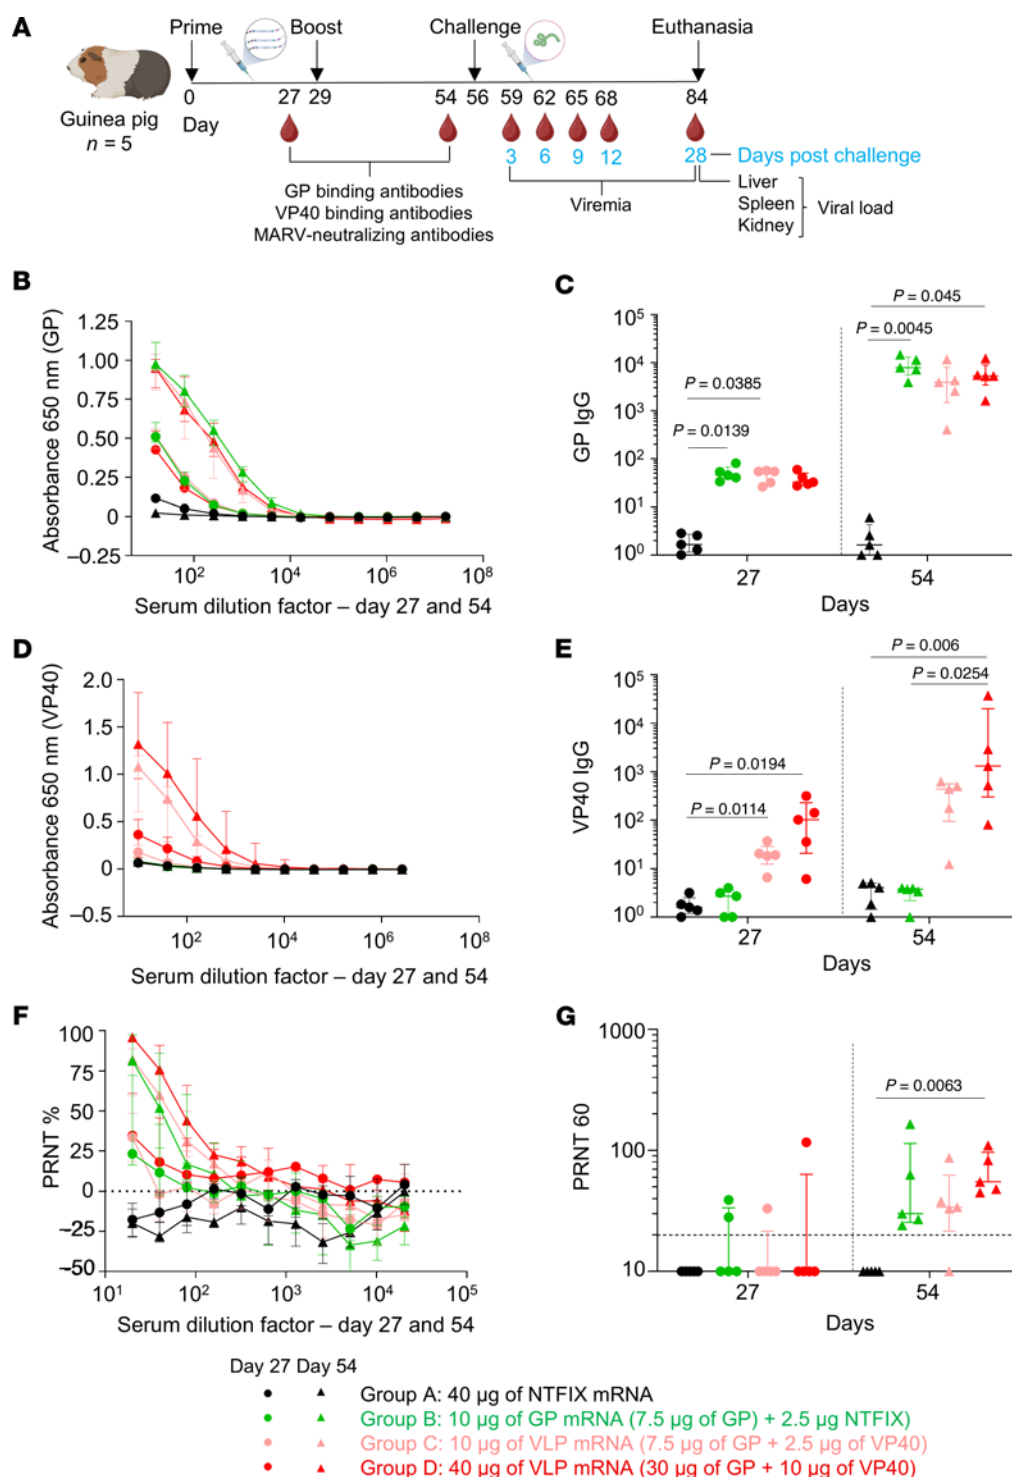 A
Prime Boost Challenge Euthanasia
0 27 29 54 56 59 62 65 68 84
Guinea pig
n = 5
Day
3 6 9 12 28 Days post challenge
GP binding antibodies
VP40 binding antibodies
MARV-neutralizing antibodies
Viremia
Liver
Spleen
Kidney
Viral load
B
Absorbance 650 nm (GP)
1.25
1.00
0.75
0.50
0.25
0
–0.25
10² 10⁴ 10⁶ 10⁸
Serum dilution factor – day 27 and 54
C
GP IgG
10⁵
10⁴
10³
10²
10¹
10⁰
P = 0.045
P = 0.0045
P = 0.0385
P = 0.0139
27 54
Days
D
Absorbance 650 nm (VP40)
2.0
1.5
1.0
0.5
0
–0.5
10² 10⁴ 10⁶ 10⁸
Serum dilution factor – day 27 and 54
E
VP40 IgG
10⁵
10⁴
10³
10²
10¹
10⁰
P = 0.006
P = 0.0254
P = 0.0194
P = 0.0114
27 54
Days
F
PRNT %
100
75
50
25
0
–25
–50
10¹ 10² 10³ 10⁴ 10⁵
Serum dilution factor – day 27 and 54
G
PRNT 60
1000
100
10
P = 0.0063
27 54
Days
Day 27 Day 54
Group A: 40 µg of NTFIX mRNA
Group B: 10 µg of GP mRNA (7.5 µg of GP) + 2.5 µg NTFIX)
Group C: 10 µg of VLP mRNA (7.5 µg of GP + 2.5 µg of VP40)
Group D: 40 µg of VLP mRNA (30 µg of GP + 10 µg of VP40)